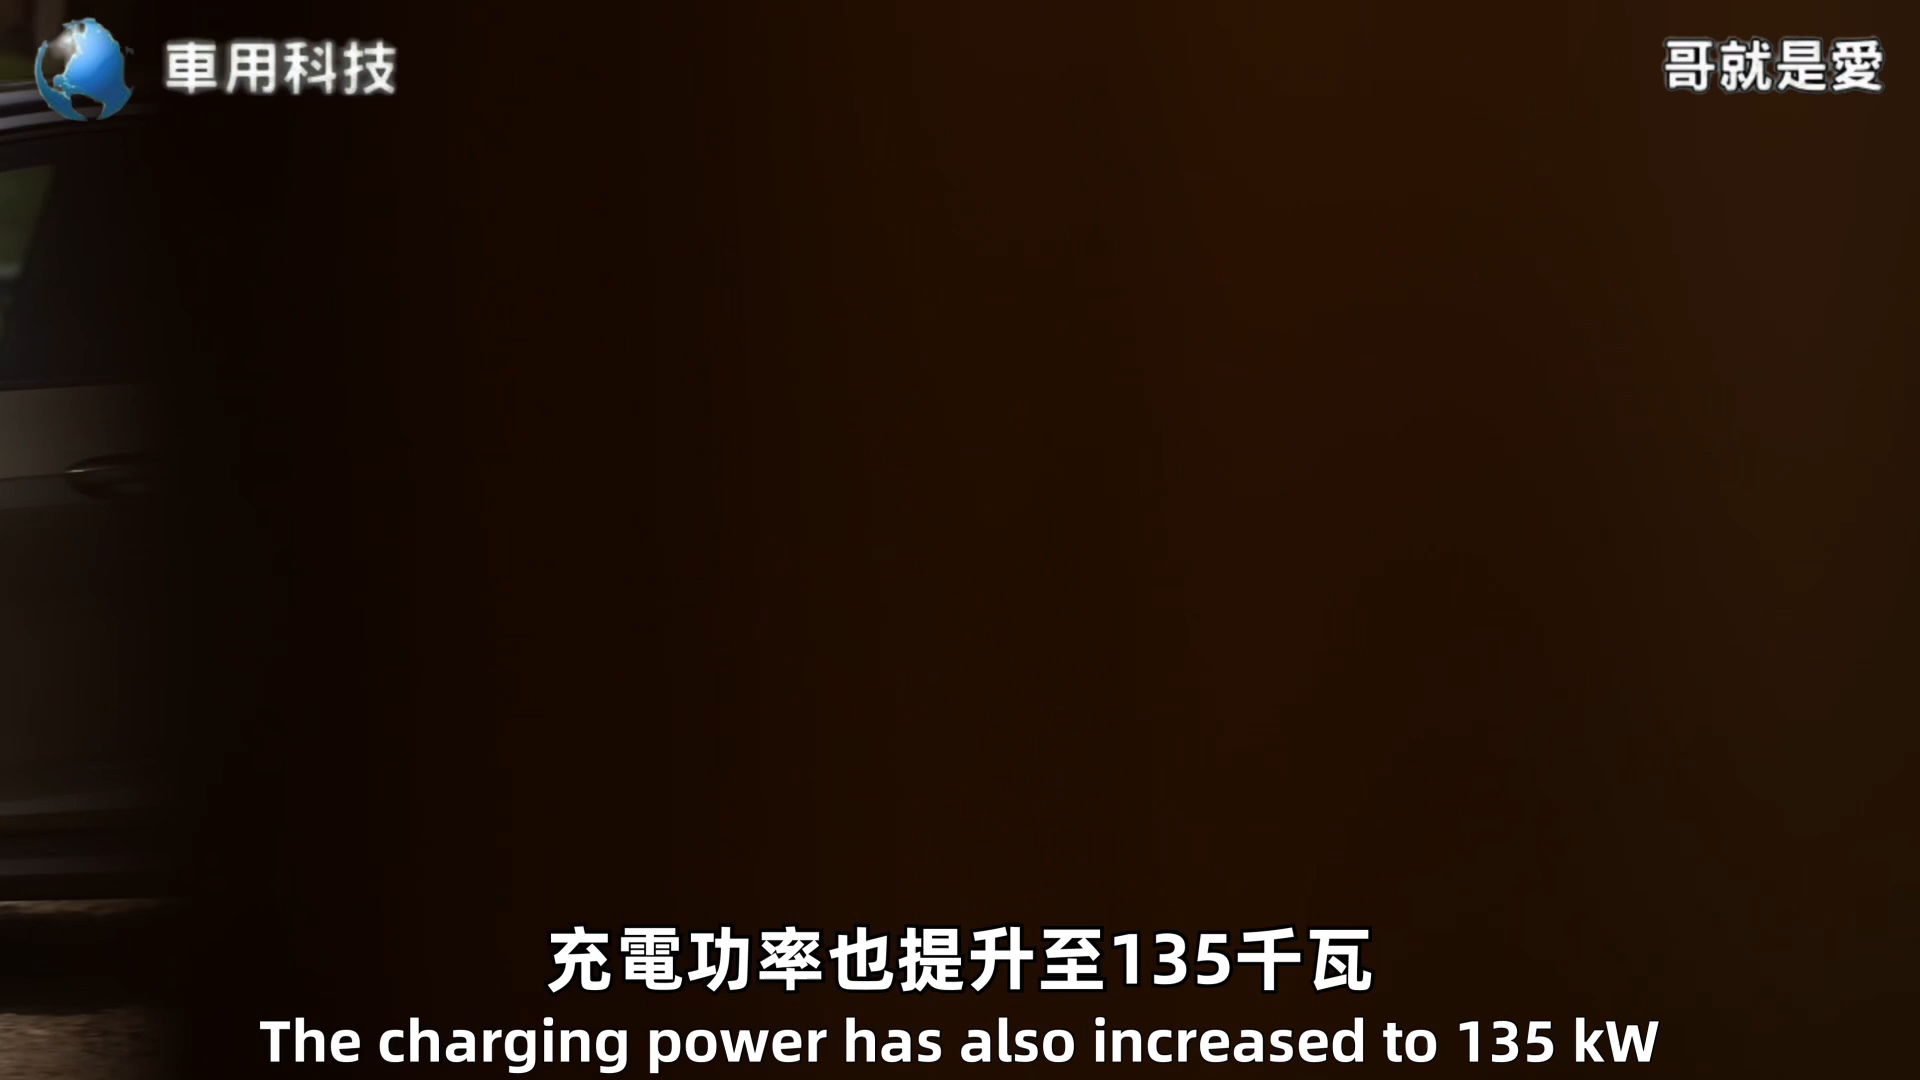 車用科技
哥就是愛
充電功率也提升至135千瓦
The charging power has also increased to 135 kW